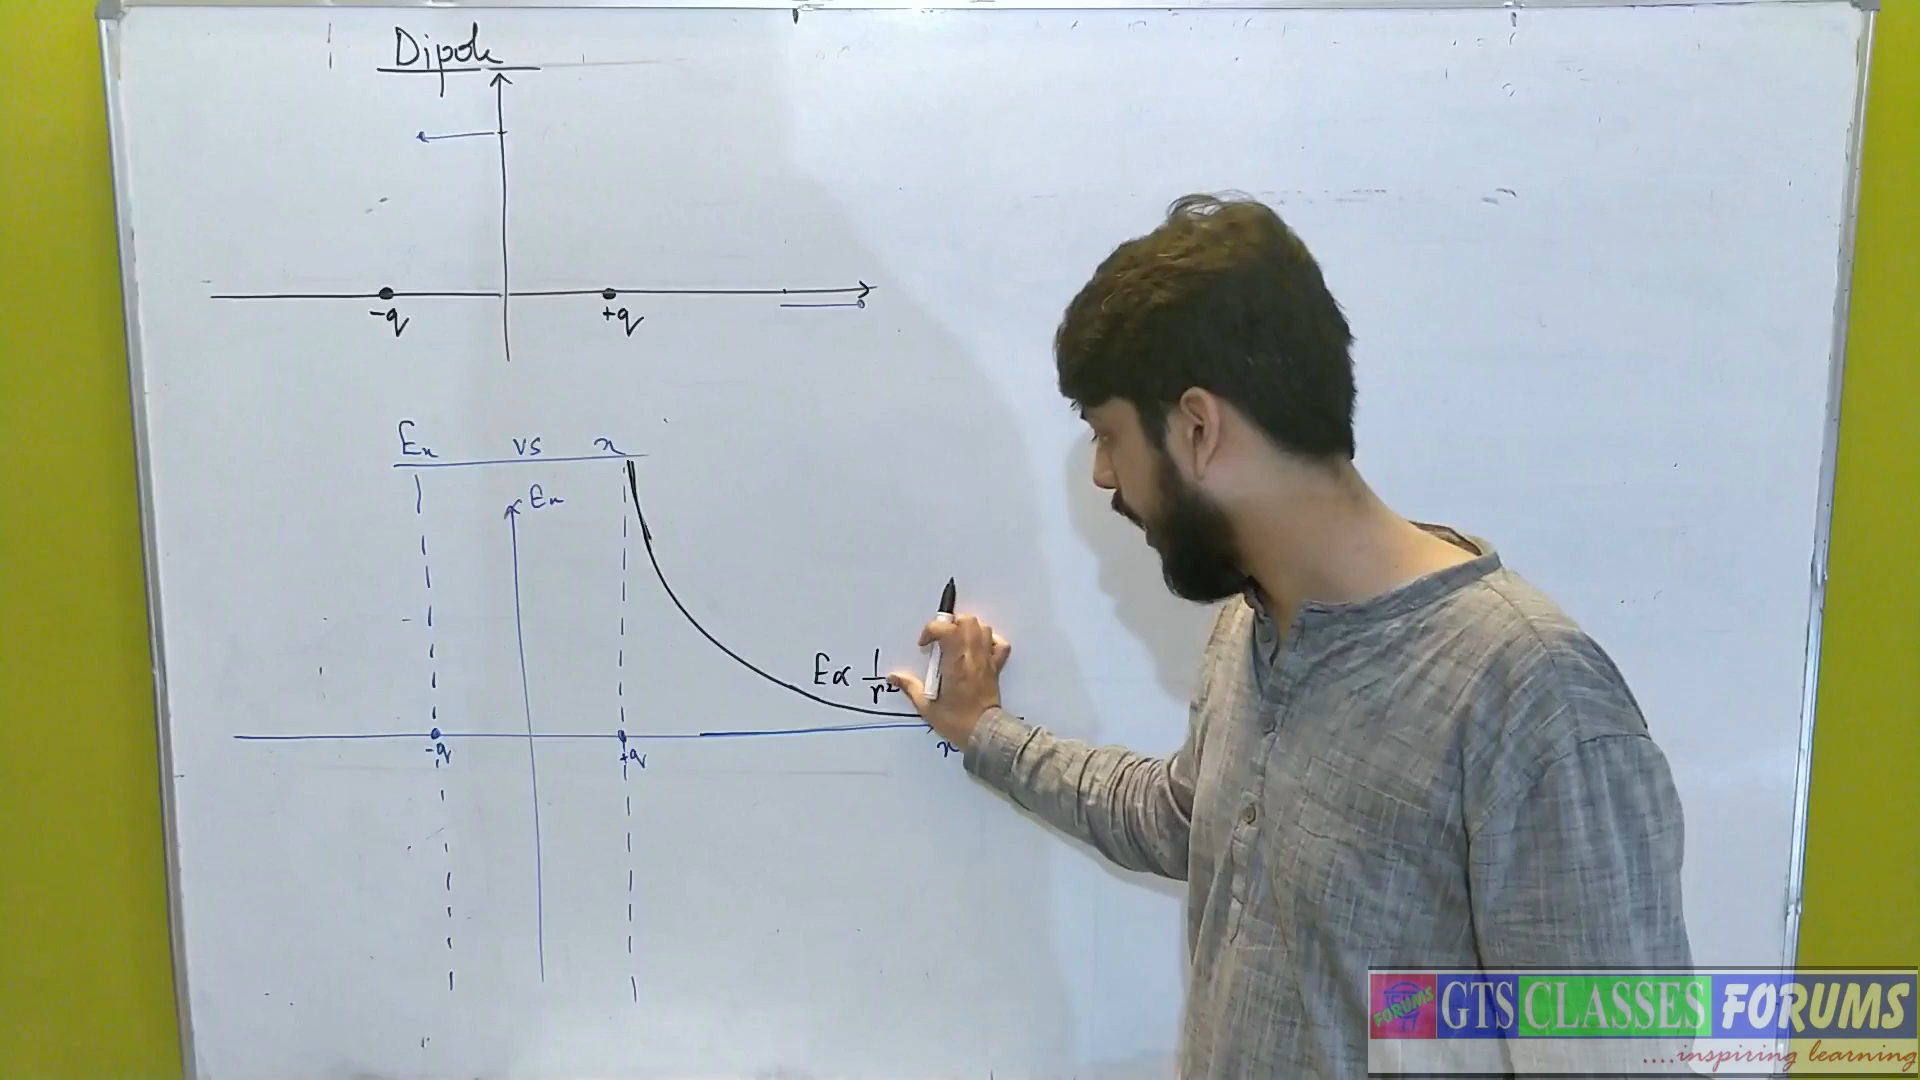 Dipole
-q +q
Ex vs x
Ex
E∝ 1/r²
-q +q x
FORUMS GTS CLASSES FORUMS
....inspiring learning